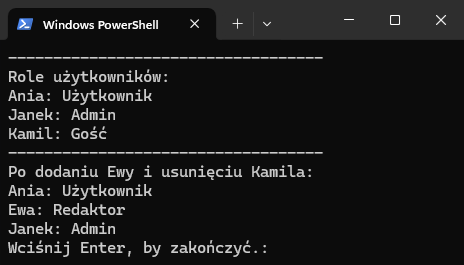 Windows PowerShell
-----------------------------------
Role użytkowników:
Ania: Użytkownik
Janek: Admin
Kamil: Gość
-----------------------------------
Po dodaniu Ewy i usunięciu Kamila:
Ania: Użytkownik
Ewa: Redaktor
Janek: Admin
Wciśnij Enter, by zakończyć.: